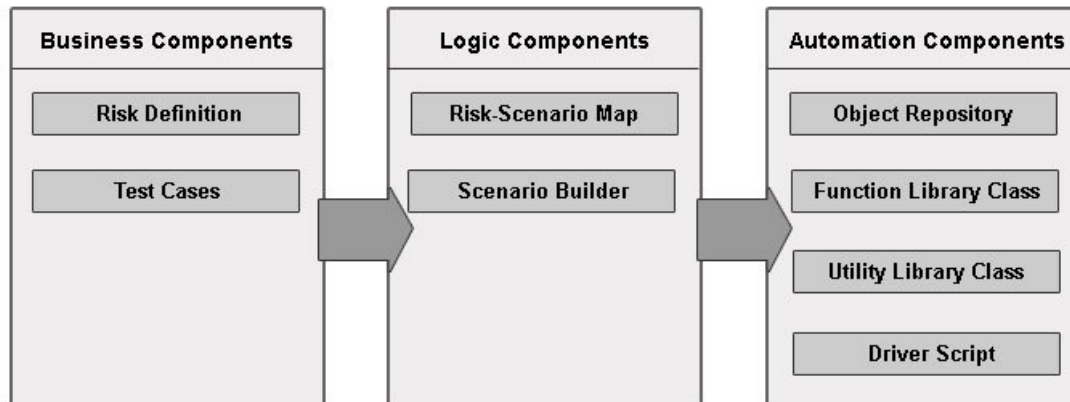 Business Components
Risk Definition
Test Cases
Logic Components
Risk-Scenario Map
Scenario Builder
Automation Components
Object Repository
Function Library Class
Utility Library Class
Driver Script